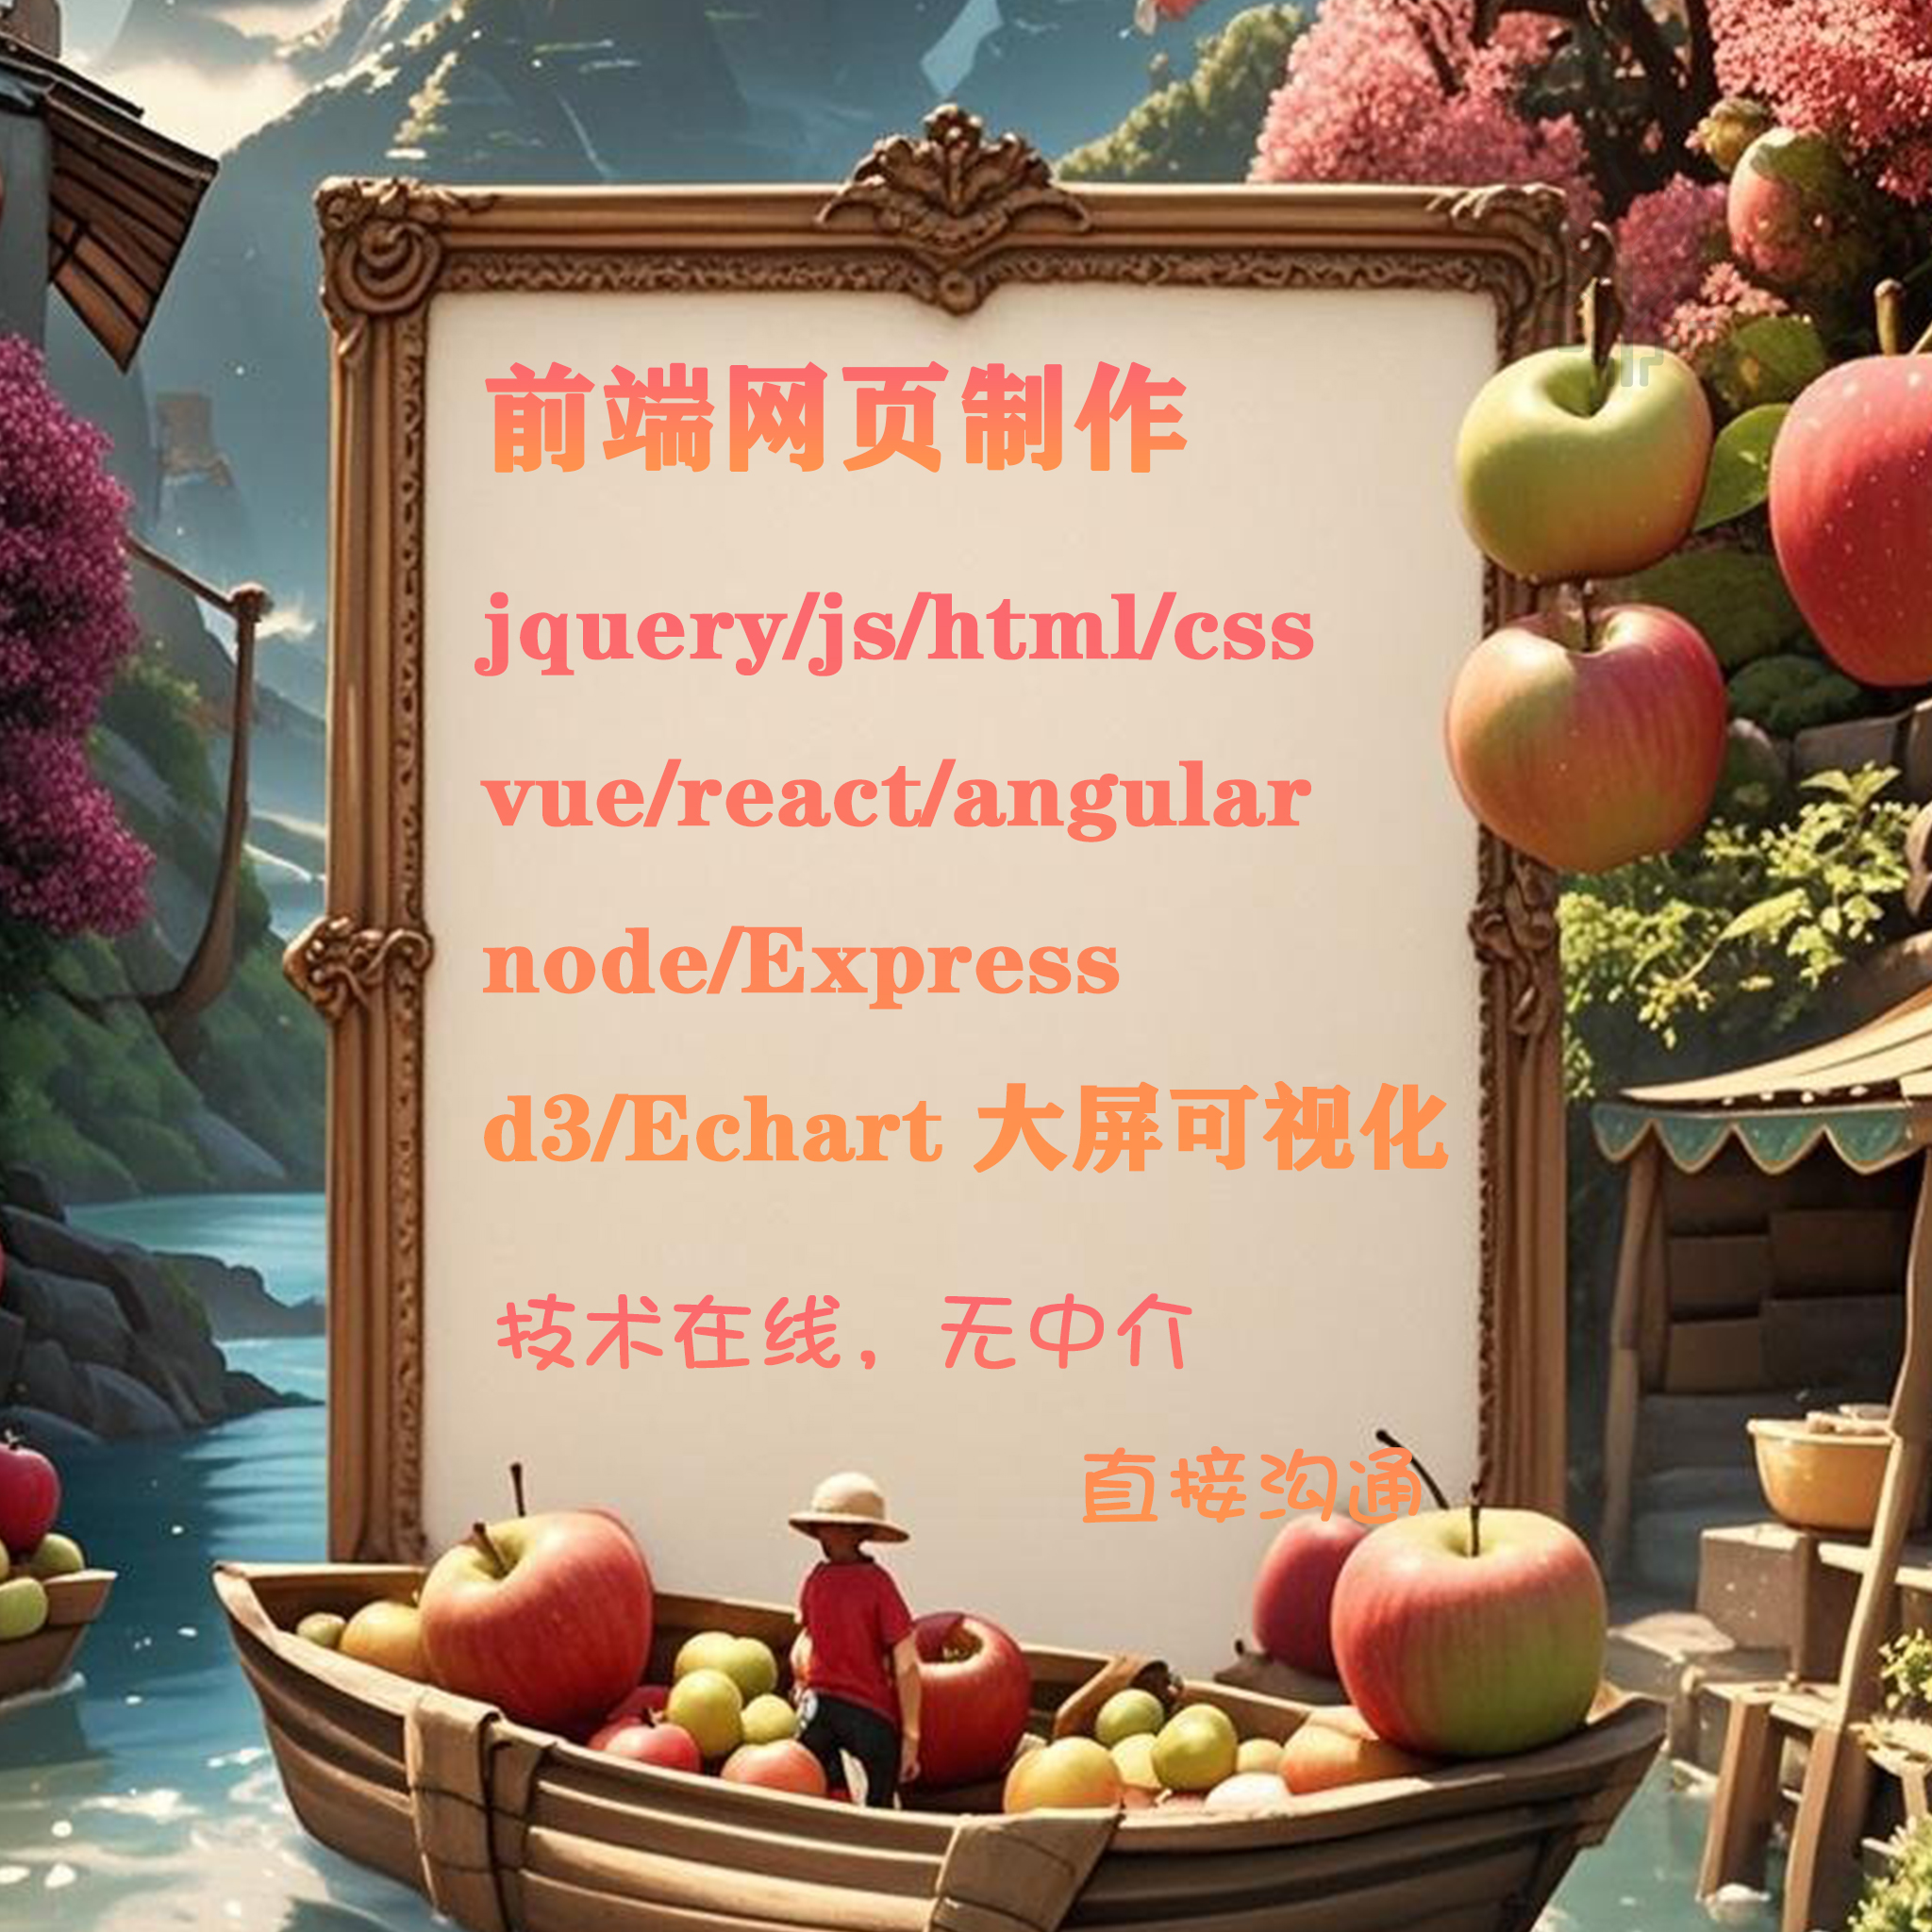 前端网页制作
jquery/js/html/css
vue/react/angular
node/Express
d3/Echart 大屏可视化
技术在线，无中介
直接沟通